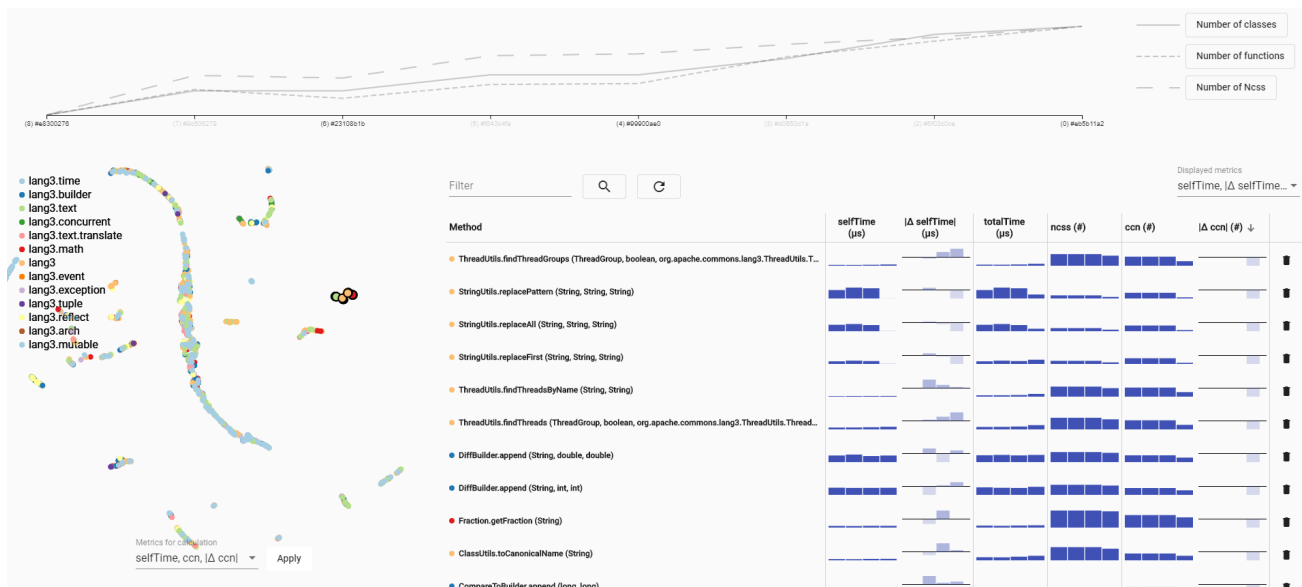 Number of classes
Number of functions
Number of Ncss
(8) #e8300276
(6) #23108b1b
(4) #99900ae0
(0) #eb5b11a2
lang3.time
lang3.builder
lang3.text
lang3.concurrent
lang3.text.translate
lang3.math
lang3
lang3.event
lang3.exception
lang3.tuple
lang3.reflect
lang3.arch
lang3.mutable
Metrics for calculation
selfTime, ccn, |Δ ccn|
Apply
Filter
Displayed metrics
selfTime, |Δ selfTime...
Method
selfTime (µs)
|Δ selfTime| (µs)
totalTime (µs)
ncss (#)
ccn (#)
|Δ ccn| (#) ↓
ThreadUtils.findThreadGroups (ThreadGroup, boolean, org.apache.commons.lang3.ThreadUtils.T...
StringUtils.replacePattern (String, String, String)
StringUtils.replaceAll (String, String, String)
StringUtils.replaceFirst (String, String, String)
ThreadUtils.findThreadsByName (String, String)
ThreadUtils.findThreads (ThreadGroup, boolean, org.apache.commons.lang3.ThreadUtils.Thread...
DiffBuilder.append (String, double, double)
DiffBuilder.append (String, int, int)
Fraction.getFraction (String)
ClassUtils.toCanonicalName (String)
CompareToBuilder.append (long, long)